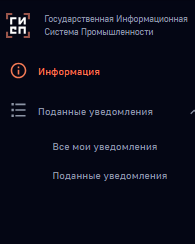 ГИСП
Государственная Информационная
Система Промышленности
Информация
Поданные уведомления
Все мои уведомления
Поданные уведомления